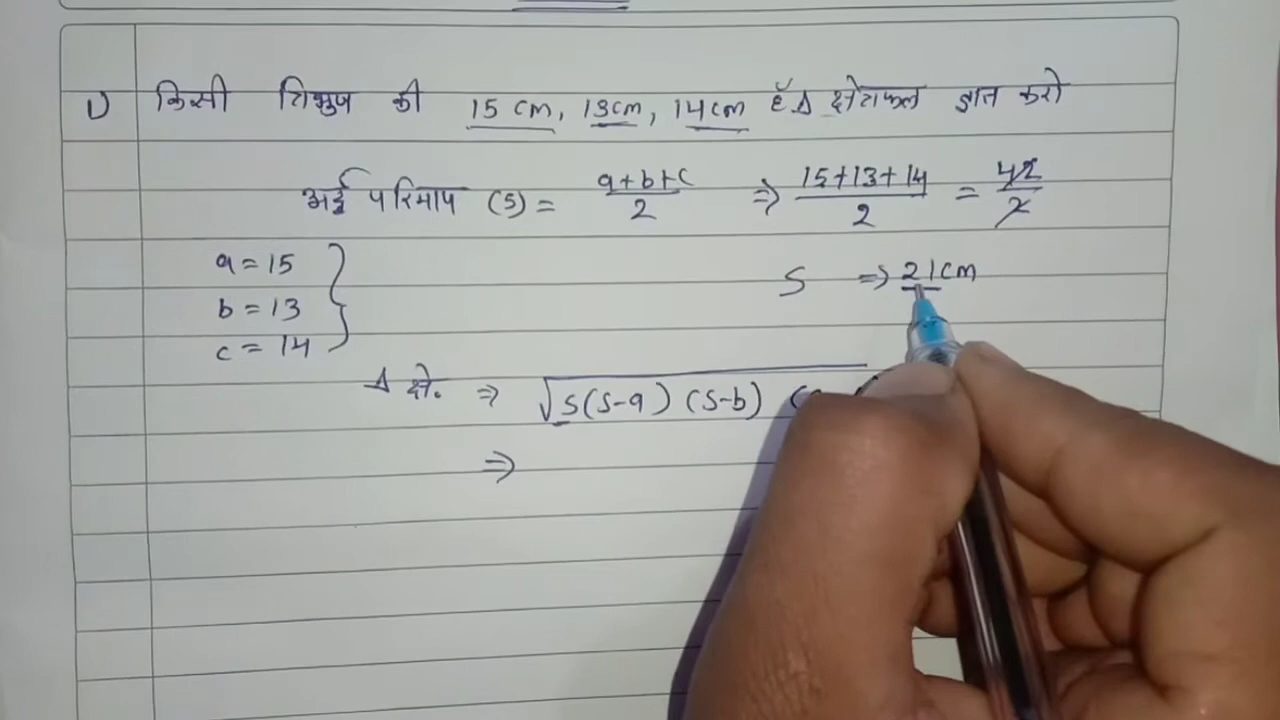 1) किसी त्रिभुज की 15 cm, 13cm, 14cm है Δ क्षेत्रफल ज्ञात करो
अर्द्ध परिमाप (s) = a+b+c/2 ⇒ 15+13+14/2 = 42/2
a = 15
S ⇒ 21cm
b = 13
c = 14
Δ क्षे. ⇒ √s(s-a) (s-b)
⇒